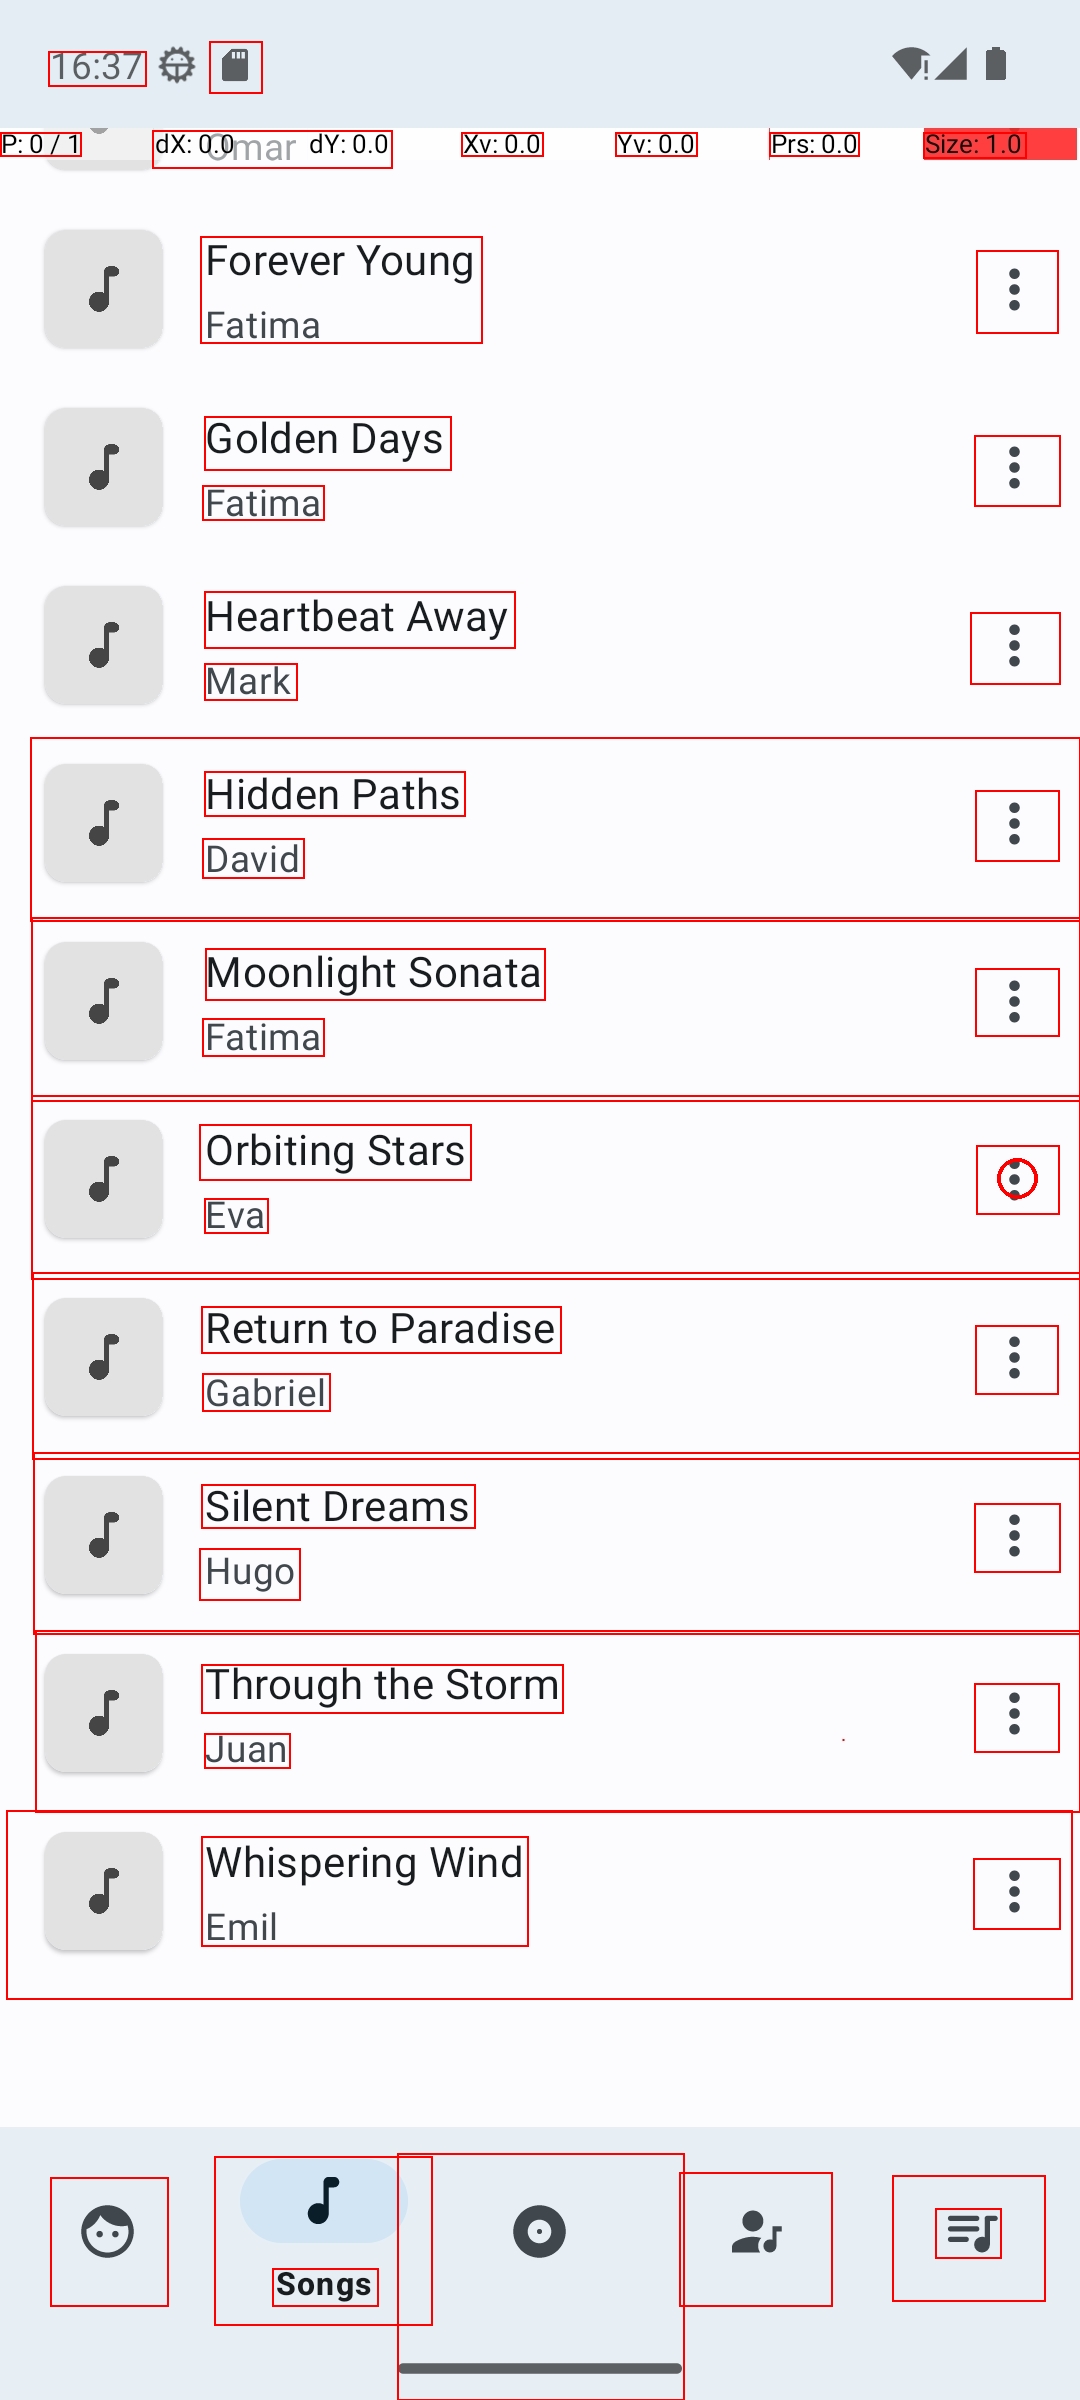 16:37
P: 0 / 1 dX: 0.0 dY: 0.0 Xv: 0.0 Yv: 0.0 Prs: 0.0 Size: 1.0
Omar
Forever Young
Fatima
Golden Days
Fatima
Heartbeat Away
Mark
Hidden Paths
David
Moonlight Sonata
Fatima
Orbiting Stars
Eva
Return to Paradise
Gabriel
Silent Dreams
Hugo
Through the Storm
Juan
Whispering Wind
Emil
Songs